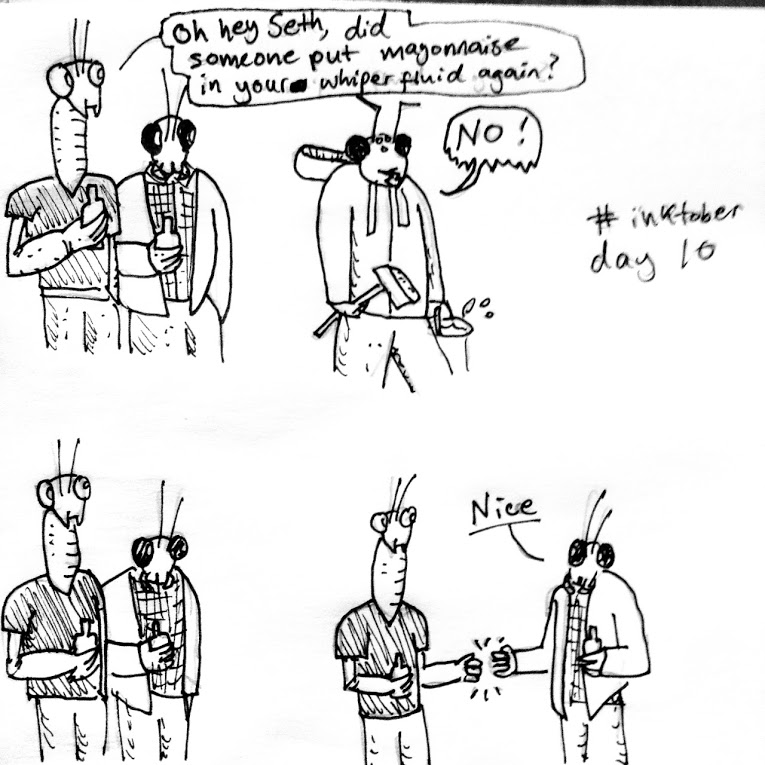 Oh hey Seth, did
someone put mayonnaise
in your whiper fluid again?
NO!
# inktober
day 10
Nice